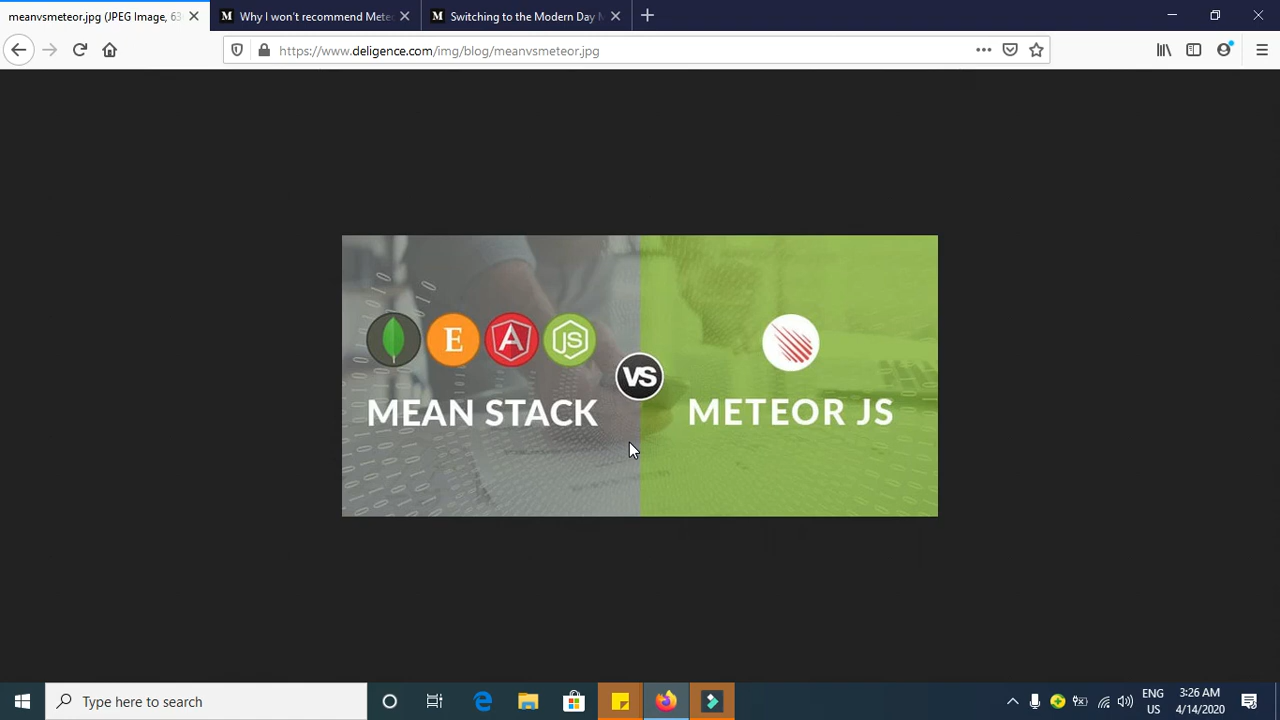 meanvsmeteor.jpg (JPEG Image, 63
Why I won't recommend Mete
Switching to the Modern Day M
https://www.deligence.com/img/blog/meanvsmeteor.jpg
E
A
JS
VS
MEAN STACK
METEOR JS
Type here to search
ENG
US
3:26 AM
4/14/2020